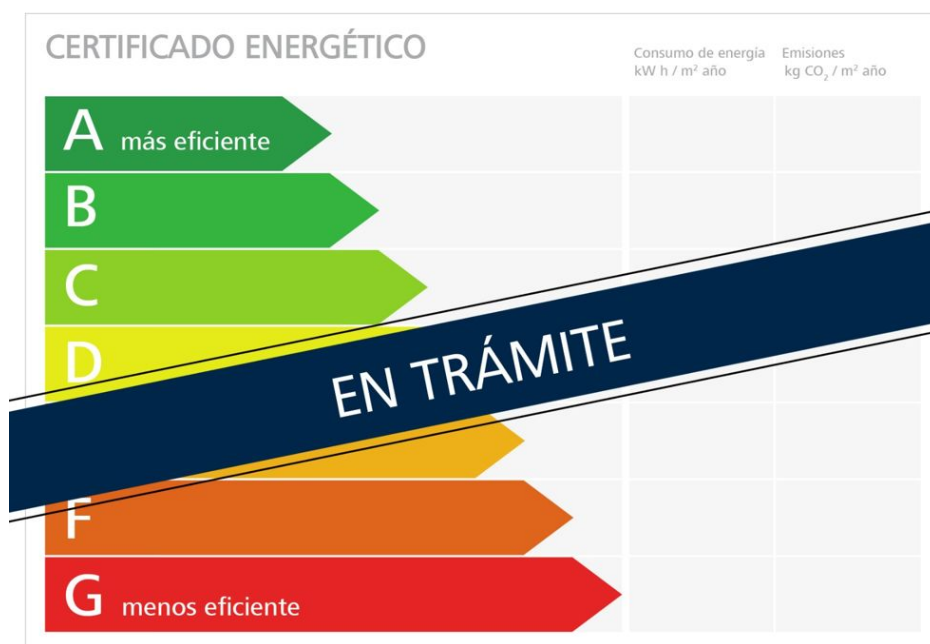 CERTIFICADO ENERGÉTICO
Consumo de energía
kW h / m² año
Emisiones
kg CO₂ / m² año
A más eficiente
B
C
D
EN TRÁMITE
F
G menos eficiente